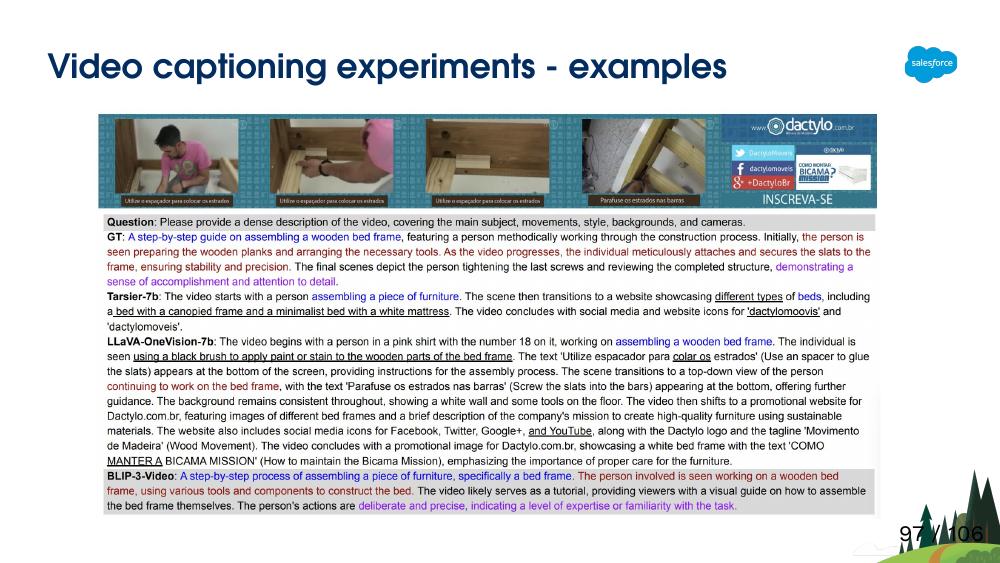 Video captioning experiments - examples
salesforce
www. dactylo .com.br
DactyloMoveis
dactylomoveis
+DactyloBr
dactylo
COMO MONTAR
BICAMA
MISSION?
INSCREVA-SE
Utilize o espaçador para colocar os estrados
Utilize o espaçador para colocar os estrados
Utilize o espaçador para colocar os estrados
Parafuse os estrados nas barras
Question: Please provide a dense description of the video, covering the main subject, movements, style, backgrounds, and cameras.
GT: A step-by-step guide on assembling a wooden bed frame, featuring a person methodically working through the construction process. Initially, the person is
seen preparing the wooden planks and arranging the necessary tools. As the video progresses, the individual meticulously attaches and secures the slats to the
frame, ensuring stability and precision. The final scenes depict the person tightening the last screws and reviewing the completed structure, demonstrating a
sense of accomplishment and attention to detail.
Tarsier-7b: The video starts with a person assembling a piece of furniture. The scene then transitions to a website showcasing different types of beds, including
a bed with a canopied frame and a minimalist bed with a white mattress. The video concludes with social media and website icons for 'dactylomoovis' and
'dactylomoveis'.
LLaVA-OneVision-7b: The video begins with a person in a pink shirt with the number 18 on it, working on assembling a wooden bed frame. The individual is
seen using a black brush to apply paint or stain to the wooden parts of the bed frame. The text 'Utilize espacador para colar os estrados' (Use an spacer to glue
the slats) appears at the bottom of the screen, providing instructions for the assembly process. The scene transitions to a top-down view of the person
continuing to work on the bed frame, with the text 'Parafuse os estrados nas barras' (Screw the slats into the bars) appearing at the bottom, offering further
guidance. The background remains consistent throughout, showing a white wall and some tools on the floor. The video then shifts to a promotional website for
Dactylo.com.br, featuring images of different bed frames and a brief description of the company's mission to create high-quality furniture using sustainable
materials. The website also includes social media icons for Facebook, Twitter, Google+, and YouTube, along with the Dactylo logo and the tagline 'Movimento
de Madeira' (Wood Movement). The video concludes with a promotional image for Dactylo.com.br, showcasing a white bed frame with the text 'COMO
MANTER A BICAMA MISSION' (How to maintain the Bicama Mission), emphasizing the importance of proper care for the furniture.
BLIP-3-Video: A step-by-step process of assembling a piece of furniture, specifically a bed frame. The person involved is seen working on a wooden bed
frame, using various tools and components to construct the bed. The video likely serves as a tutorial, providing viewers with a visual guide on how to assemble
the bed frame themselves. The person's actions are deliberate and precise, indicating a level of expertise or familiarity with the task.
97 / 106